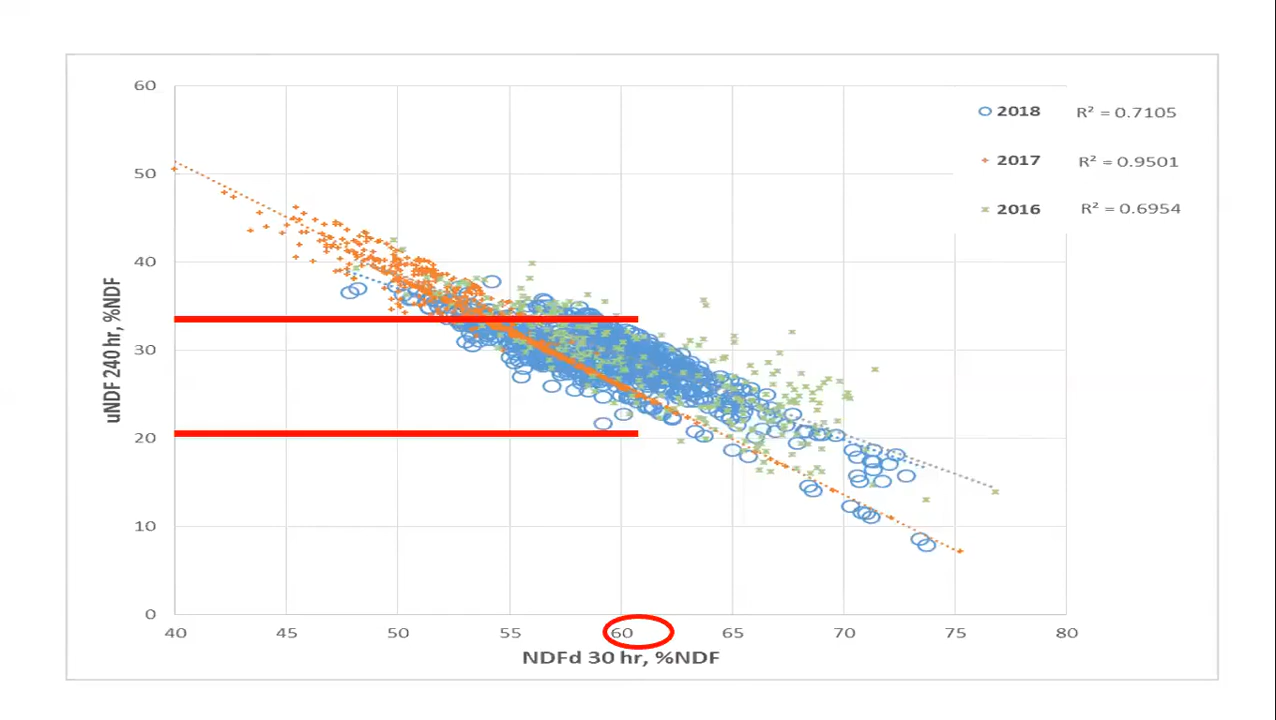 60
2018 R² = 0.7105
50
2017 R² = 0.9501
2016 R² = 0.6954
40
uNDF 240 hr, %NDF
30
20
10
0
40 45 50 55 60 65 70 75 80
NDFd 30 hr, %NDF